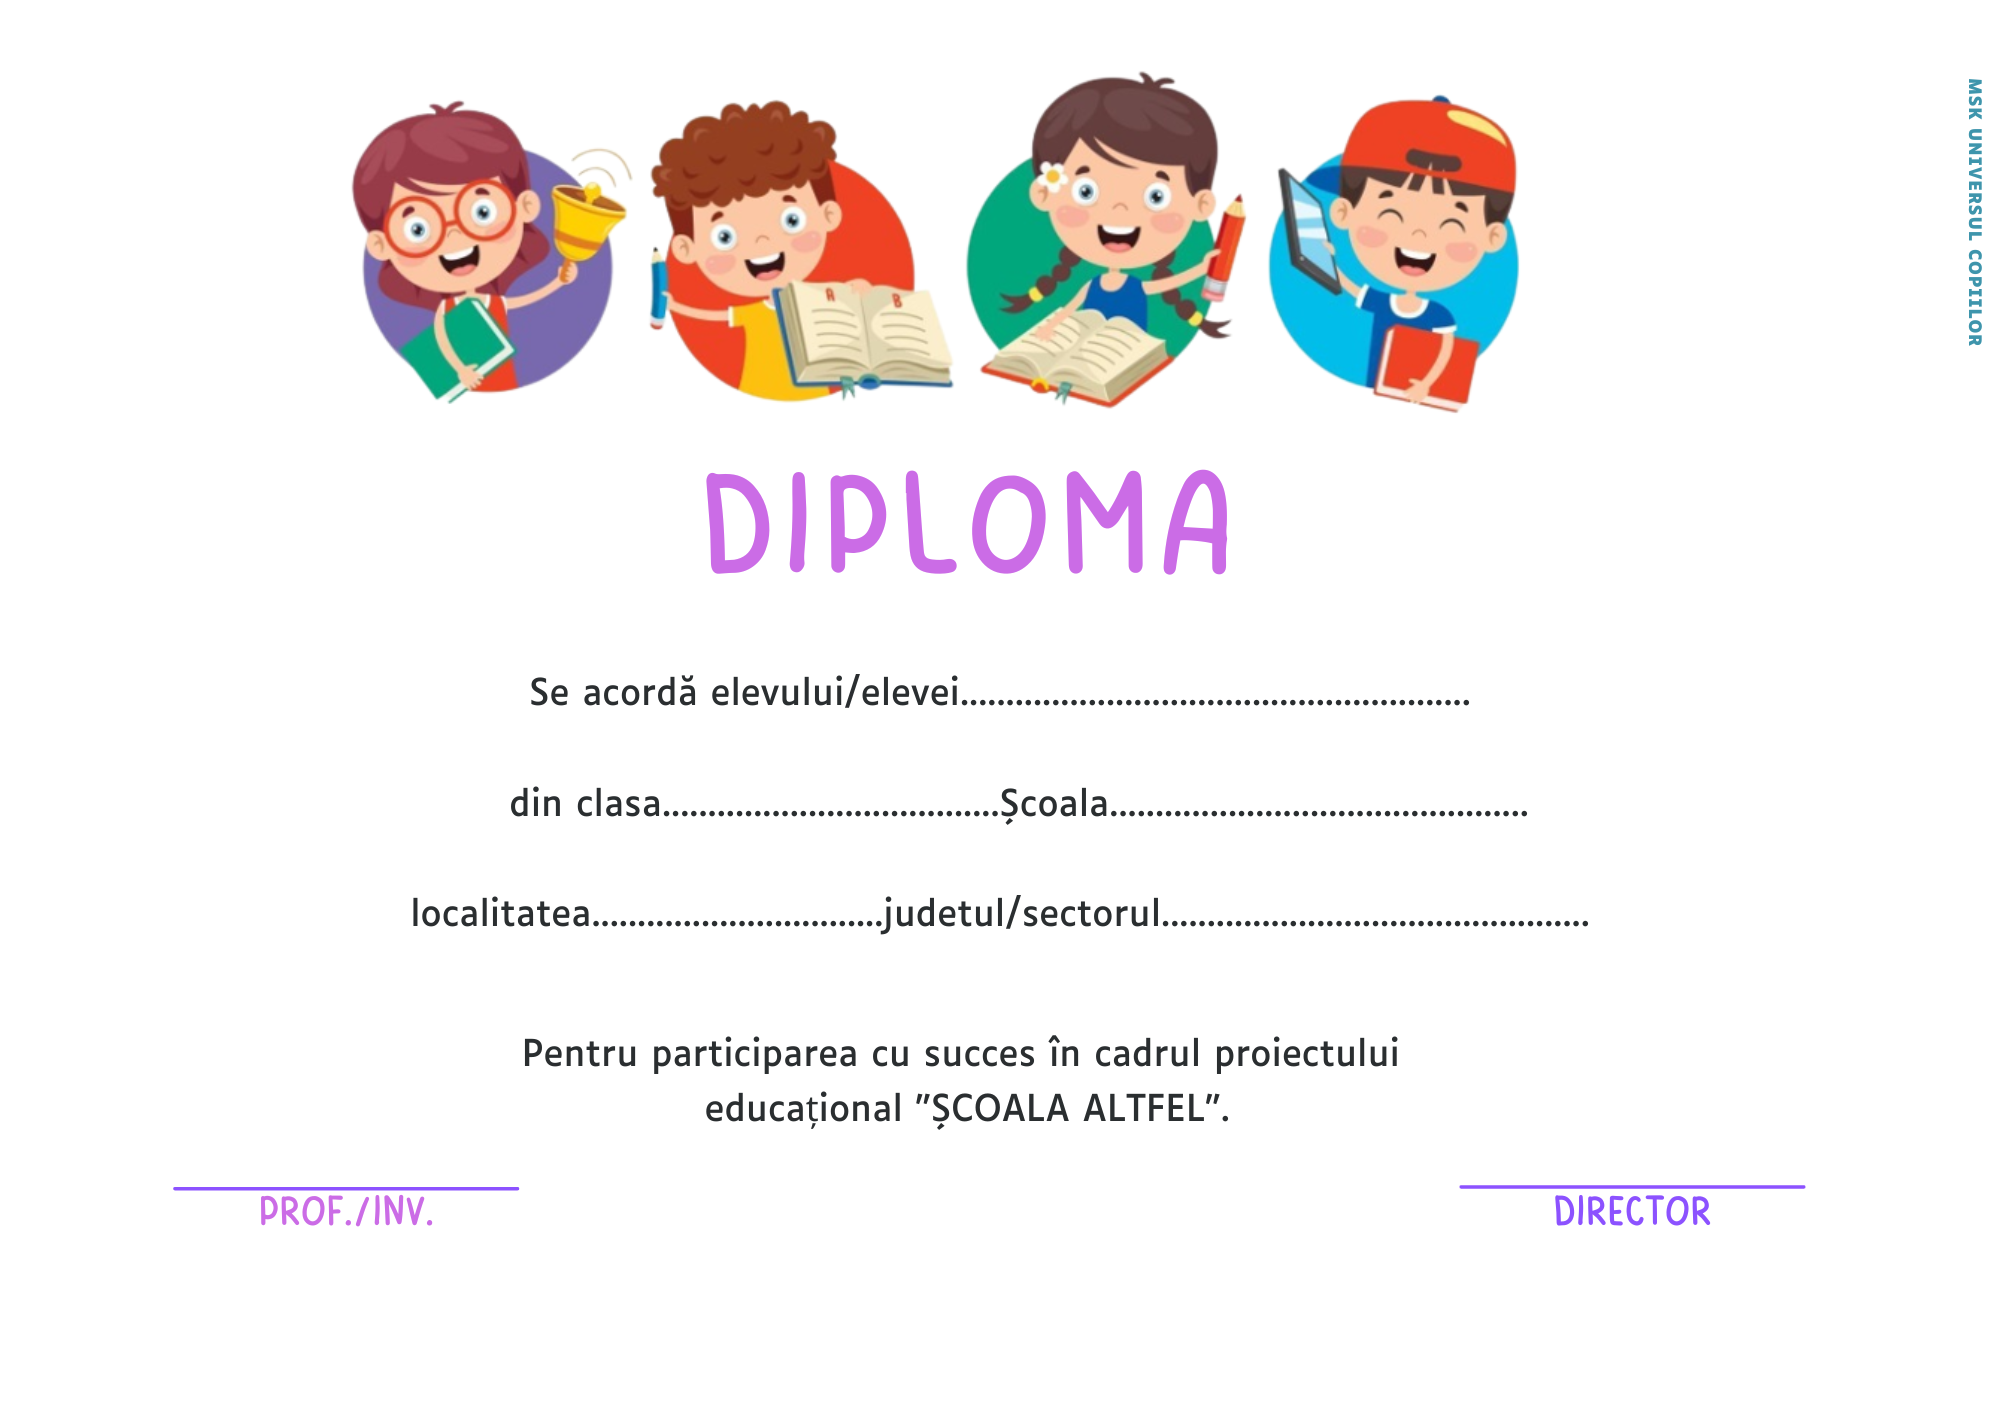 A B
MSK UNIVERSUL COPIILOR
DIPLOMA
Se acordă elevului/elevei........................................................
din clasa.....................................Școala..............................................
localitatea................................judetul/sectorul...............................................
Pentru participarea cu succes în cadrul proiectului
educațional ”ȘCOALA ALTFEL”.
PROF./INV. DIRECTOR